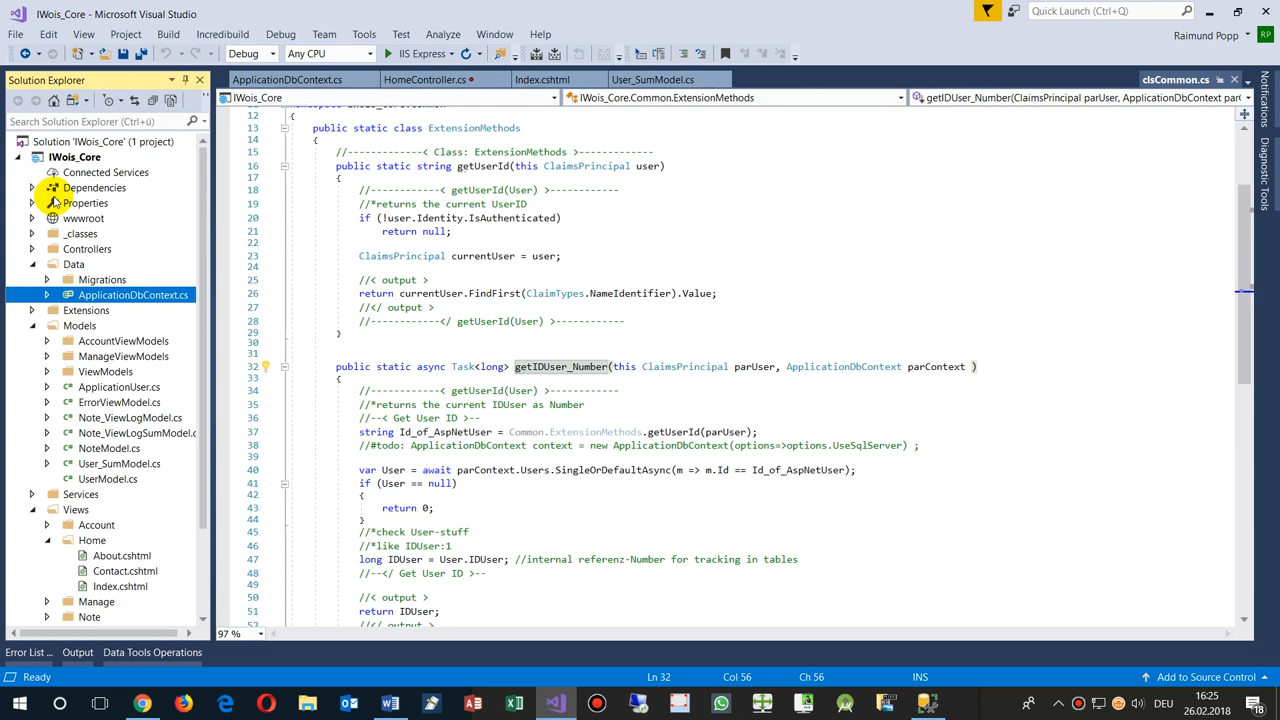 IWois_Core - Microsoft Visual Studio
Quick Launch (Ctrl+Q)
File Edit View Project Build Incredibuild Debug Team Tools Test Analyze Window Help
Raimund Popp RP
Debug Any CPU IIS Express
Solution Explorer
ApplicationDbContext.cs HomeController.cs Index.cshtml User_SumModel.cs clsCommon.cs
IWois_Core IWois_Core.Common.ExtensionMethods getIDUser_Number(ClaimsPrincipal parUser, ApplicationDbContext parC
Search Solution Explorer (Ctrl+ü)
Solution 'IWois_Core' (1 project)
IWois_Core
Connected Services
Dependencies
Properties
wwwroot
_classes
Controllers
Data
Migrations
ApplicationDbContext.cs
Extensions
Models
AccountViewModels
ManageViewModels
ViewModels
ApplicationUser.cs
ErrorViewModel.cs
Note_ViewLogModel.cs
Note_ViewLogSumModel.c
NoteModel.cs
User_SumModel.cs
UserModel.cs
Services
Views
Account
Home
About.cshtml
Contact.cshtml
Index.cshtml
Manage
Note
12 {
13 public static class ExtensionMethods
14 {
15 //------------< Class: ExtensionMethods >-------------
16 public static string getUserId(this ClaimsPrincipal user)
17 {
18 //------------< getUserId(User) >------------
19 //*returns the current UserID
20 if (!user.Identity.IsAuthenticated)
21 return null;
22
23 ClaimsPrincipal currentUser = user;
24
25 //< output >
26 return currentUser.FindFirst(ClaimTypes.NameIdentifier).Value;
27 //</ output >
28 //------------</ getUserId(User) >------------
29 }
30
31
32 public static async Task<long> getIDUser_Number(this ClaimsPrincipal parUser, ApplicationDbContext parContext )
33 {
34 //------------< getUserId(User) >------------
35 //*returns the current IDUser as Number
36 //--< Get User ID >--
37 string Id_of_AspNetUser = Common.ExtensionMethods.getUserId(parUser);
38 //#todo: ApplicationDbContext context = new ApplicationDbContext(options=>options.UseSqlServer) ;
39
40 var User = await parContext.Users.SingleOrDefaultAsync(m => m.Id == Id_of_AspNetUser);
41 if (User == null)
42 {
43 return 0;
44 }
45 //*check User-stuff
46 //*like IDUser:1
47 long IDUser = User.IDUser; //internal referenz-Number for tracking in tables
48 //--</ Get User ID >--
49
50 //< output >
51 return IDUser;
52 //</ output >
97 %
Notifications
Diagnostic Tools
Error List ... Output Data Tools Operations
Ready Ln 32 Col 56 Ch 56 INS Add to Source Control
DEU 16:25
26.02.2018
18